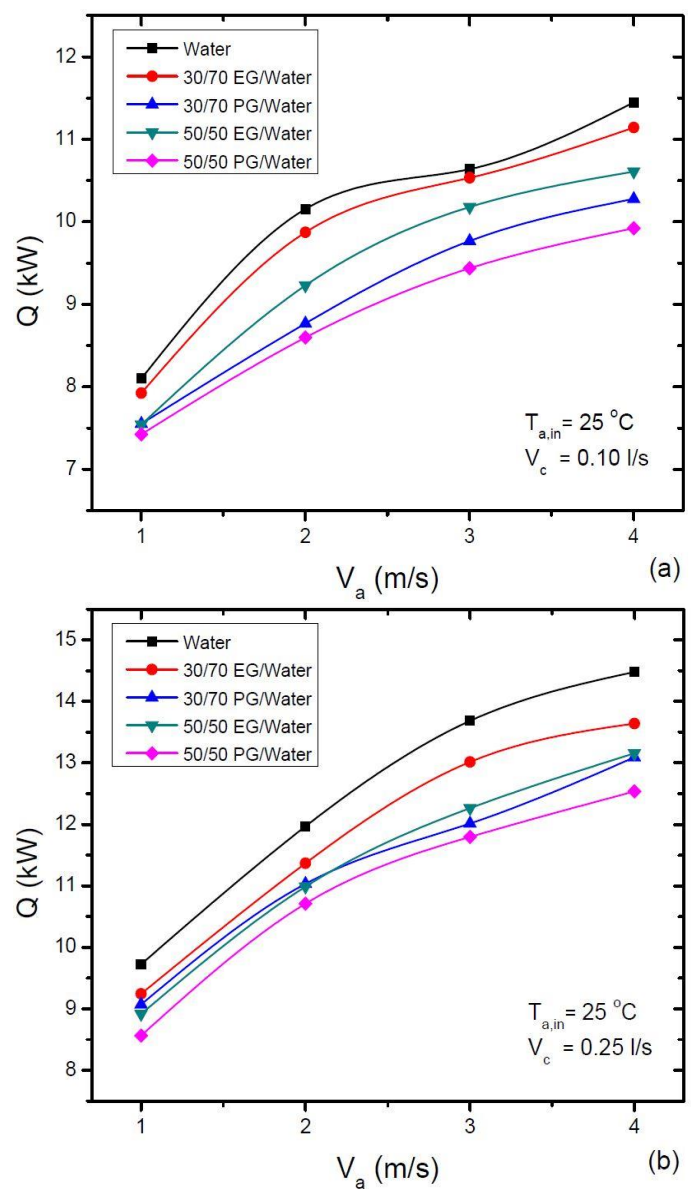 12
11
10
9
8
7
Q (kW)
Water
30/70 EG/Water
30/70 PG/Water
50/50 EG/Water
50/50 PG/Water
Ta,in= 25 °C
Vc = 0.10 l/s
1 2 3 4
Va (m/s)
(a)
15
14
13
12
11
10
9
8
Q (kW)
Water
30/70 EG/Water
30/70 PG/Water
50/50 EG/Water
50/50 PG/Water
Ta,in= 25 °C
Vc = 0.25 l/s
1 2 3 4
Va (m/s)
(b)